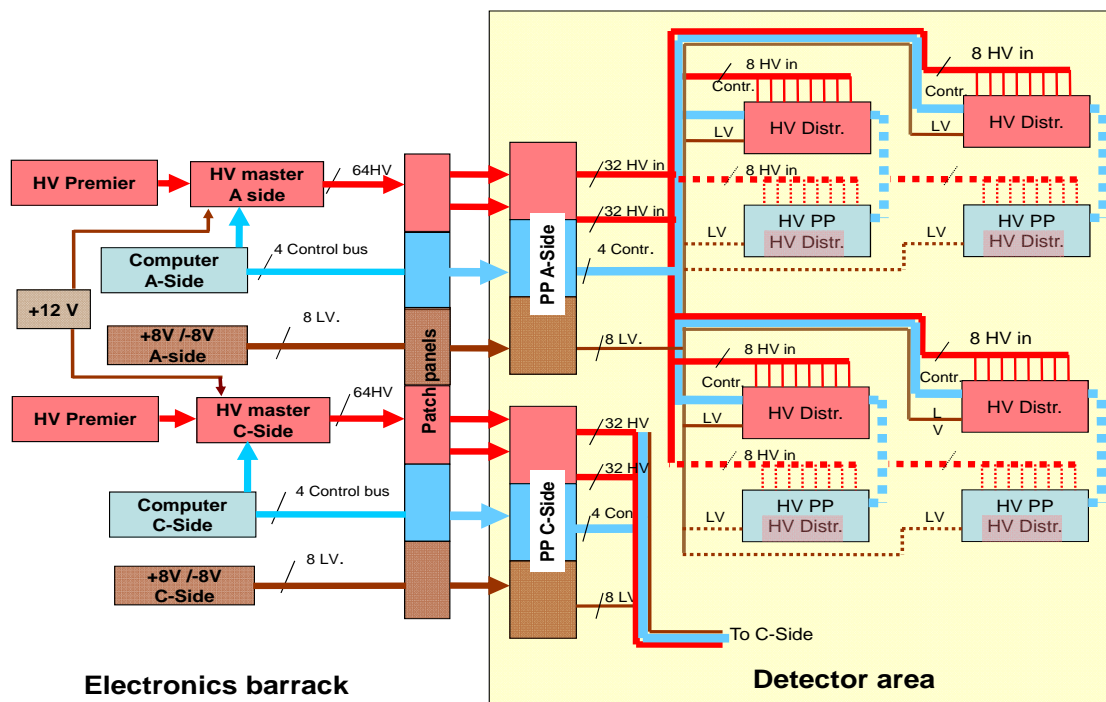 8 HV in
8 HV in
Contr.
HV Distr.
LV
Contr.
HV Distr.
LV
HV Premier
HV master
A side
64HV
32 HV in
8 HV in
32 HV in
HV PP
HV Distr.
LV
HV PP
HV Distr.
LV
Computer
A-Side
4 Control bus
PP A-Side
4 Contr.
+12 V
+8V /-8V
A-side
8 LV.
8 LV.
Patch panels
8 HV in
8 HV in
Contr.
HV Distr.
LV
Contr.
HV Distr.
L
V
HV Premier
HV master
C-Side
64HV
32 HV
8 HV in
32 HV
HV PP
HV Distr.
LV
HV PP
HV Distr.
LV
Computer
C-Side
4 Control bus
PP C-Side
4 Con
+8V /-8V
C-Side
8 LV.
8 LV
To C-Side
Electronics barrack
Detector area